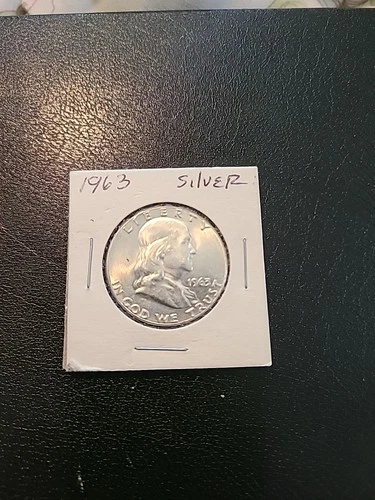 1963 SILVER
LIBERTY
1963
IN GOD WE TRUST